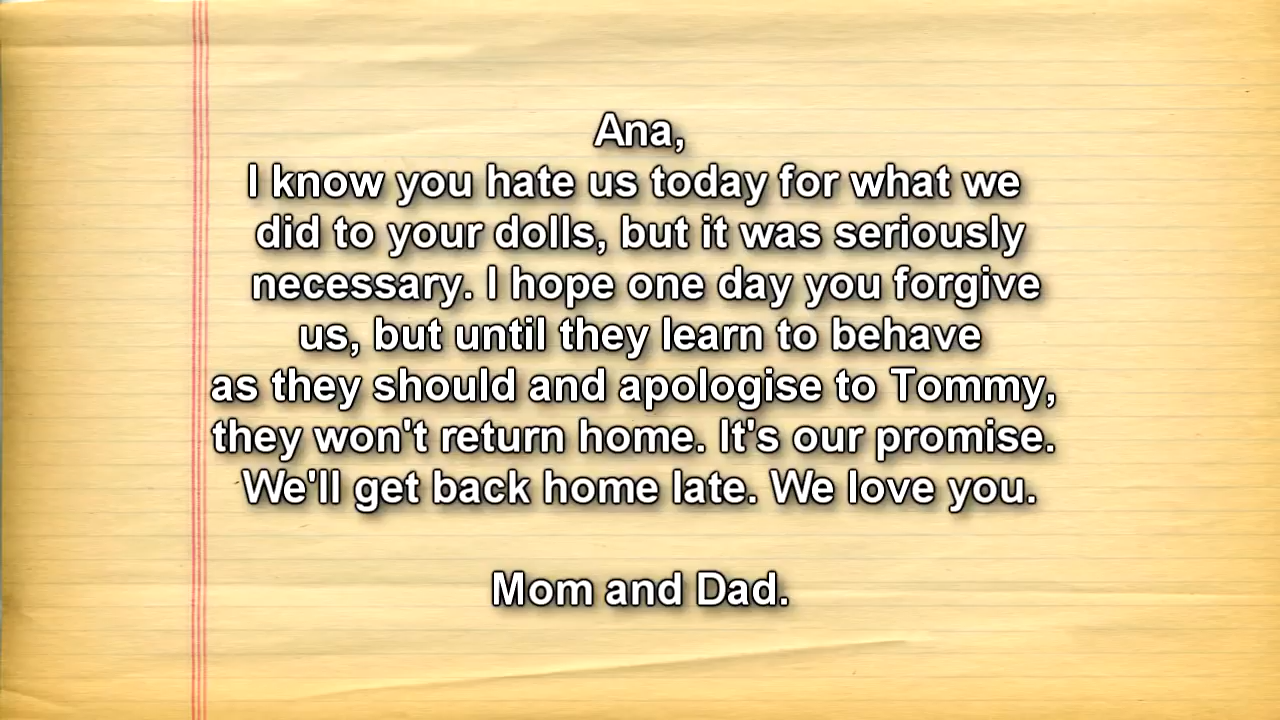 Ana,
I know you hate us today for what we
did to your dolls, but it was seriously
necessary. I hope one day you forgive
us, but until they learn to behave
as they should and apologise to Tommy,
they won't return home. It's our promise.
We'll get back home late. We love you.
Mom and Dad.